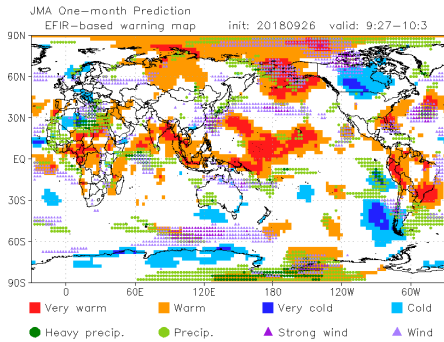 JMA One-month Prediction
EFIR-based warning map init: 20180926 valid: 9:27-10:3
90N
60N
30N
EQ
30S
60S
90S
0 60E 120E 180 120W 60W
Very warm Warm Very cold Cold
Heavy precip. Precip. Strong wind Wind